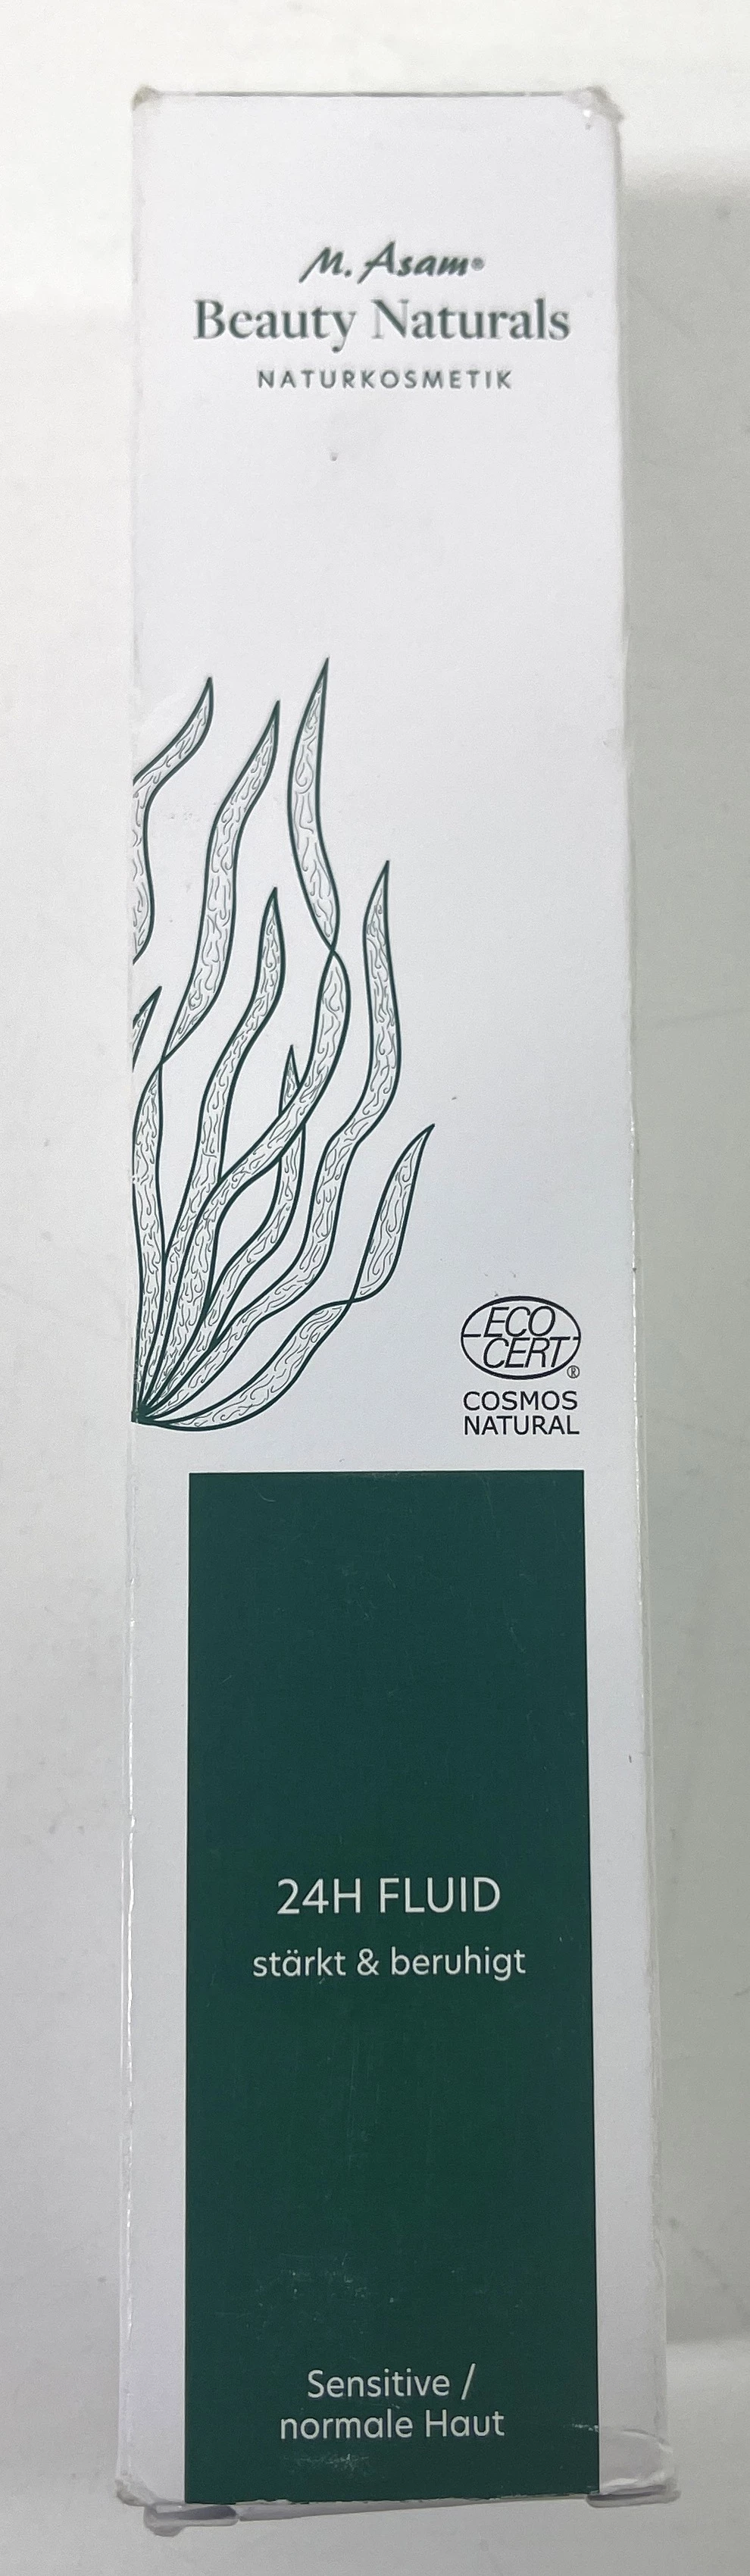 M. Asam®
Beauty Naturals
NATURKOSMETIK
ECO
CERT®
COSMOS
NATURAL
24H FLUID
stärkt & beruhigt
Sensitive /
normale Haut